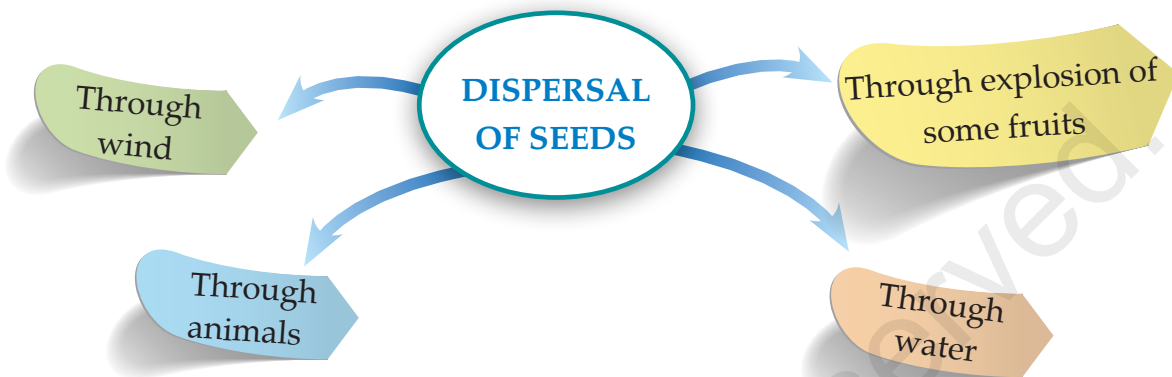 DISPERSAL
OF SEEDS
Through
wind
Through explosion of
some fruits
Through
animals
Through
water